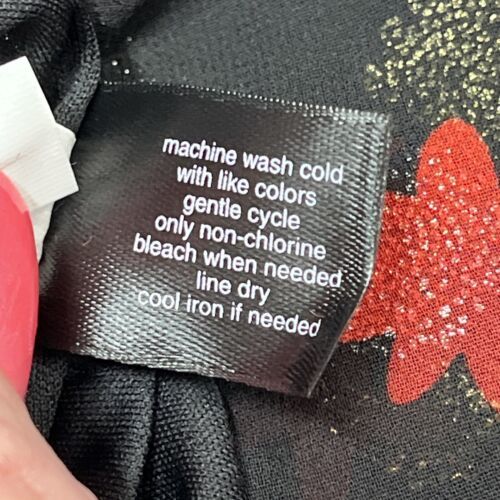 machine wash cold
with like colors
gentle cycle
only non-chlorine
bleach when needed
line dry
cool iron if needed